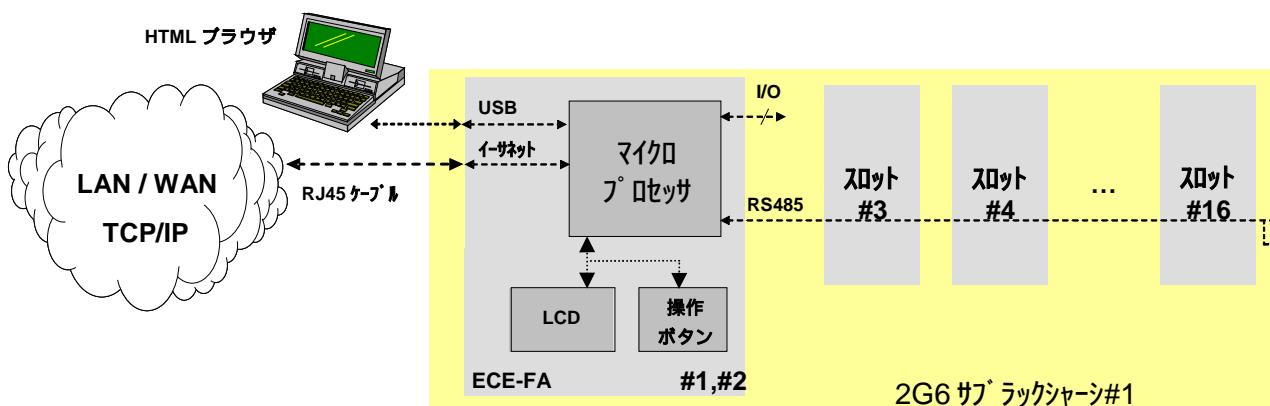 HTML ブラウザ
LAN / WAN
TCP/IP
RJ45 ｹｰﾌﾞﾙ
USB
ｲｰｻﾈｯﾄ
ﾏｲｸﾛ
ﾌﾟﾛｾｯｻ
I/O
RS485
LCD
操作
ボタン
ECE-FA
#1,#2
ｽﾛｯﾄ
#3
ｽﾛｯﾄ
#4
…
ｽﾛｯﾄ
#16
2G6 ｻﾌﾞﾗｯｸｼｬｰｼ#1